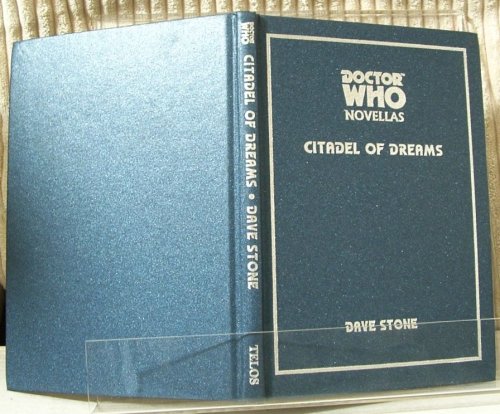 DOCTOR
WHO
CITADEL OF DREAMS • DAVE STONE
TELOS
DOCTOR
WHO
NOVELLAS
CITADEL OF DREAMS
DAVE STONE